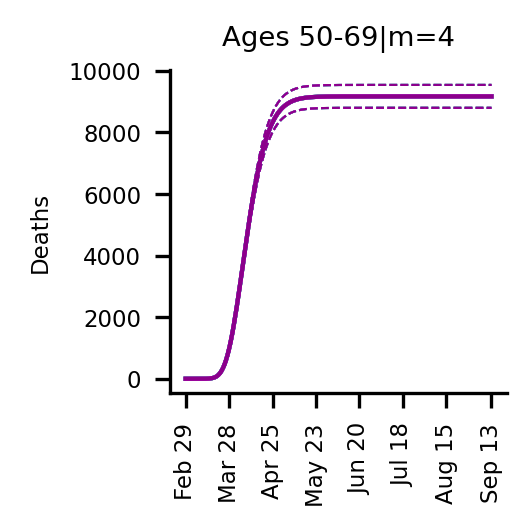 Ages 50-69|m=4
Deaths
10000
8000
6000
4000
2000
0
Feb 29
Mar 28
Apr 25
May 23
Jun 20
Jul 18
Aug 15
Sep 13